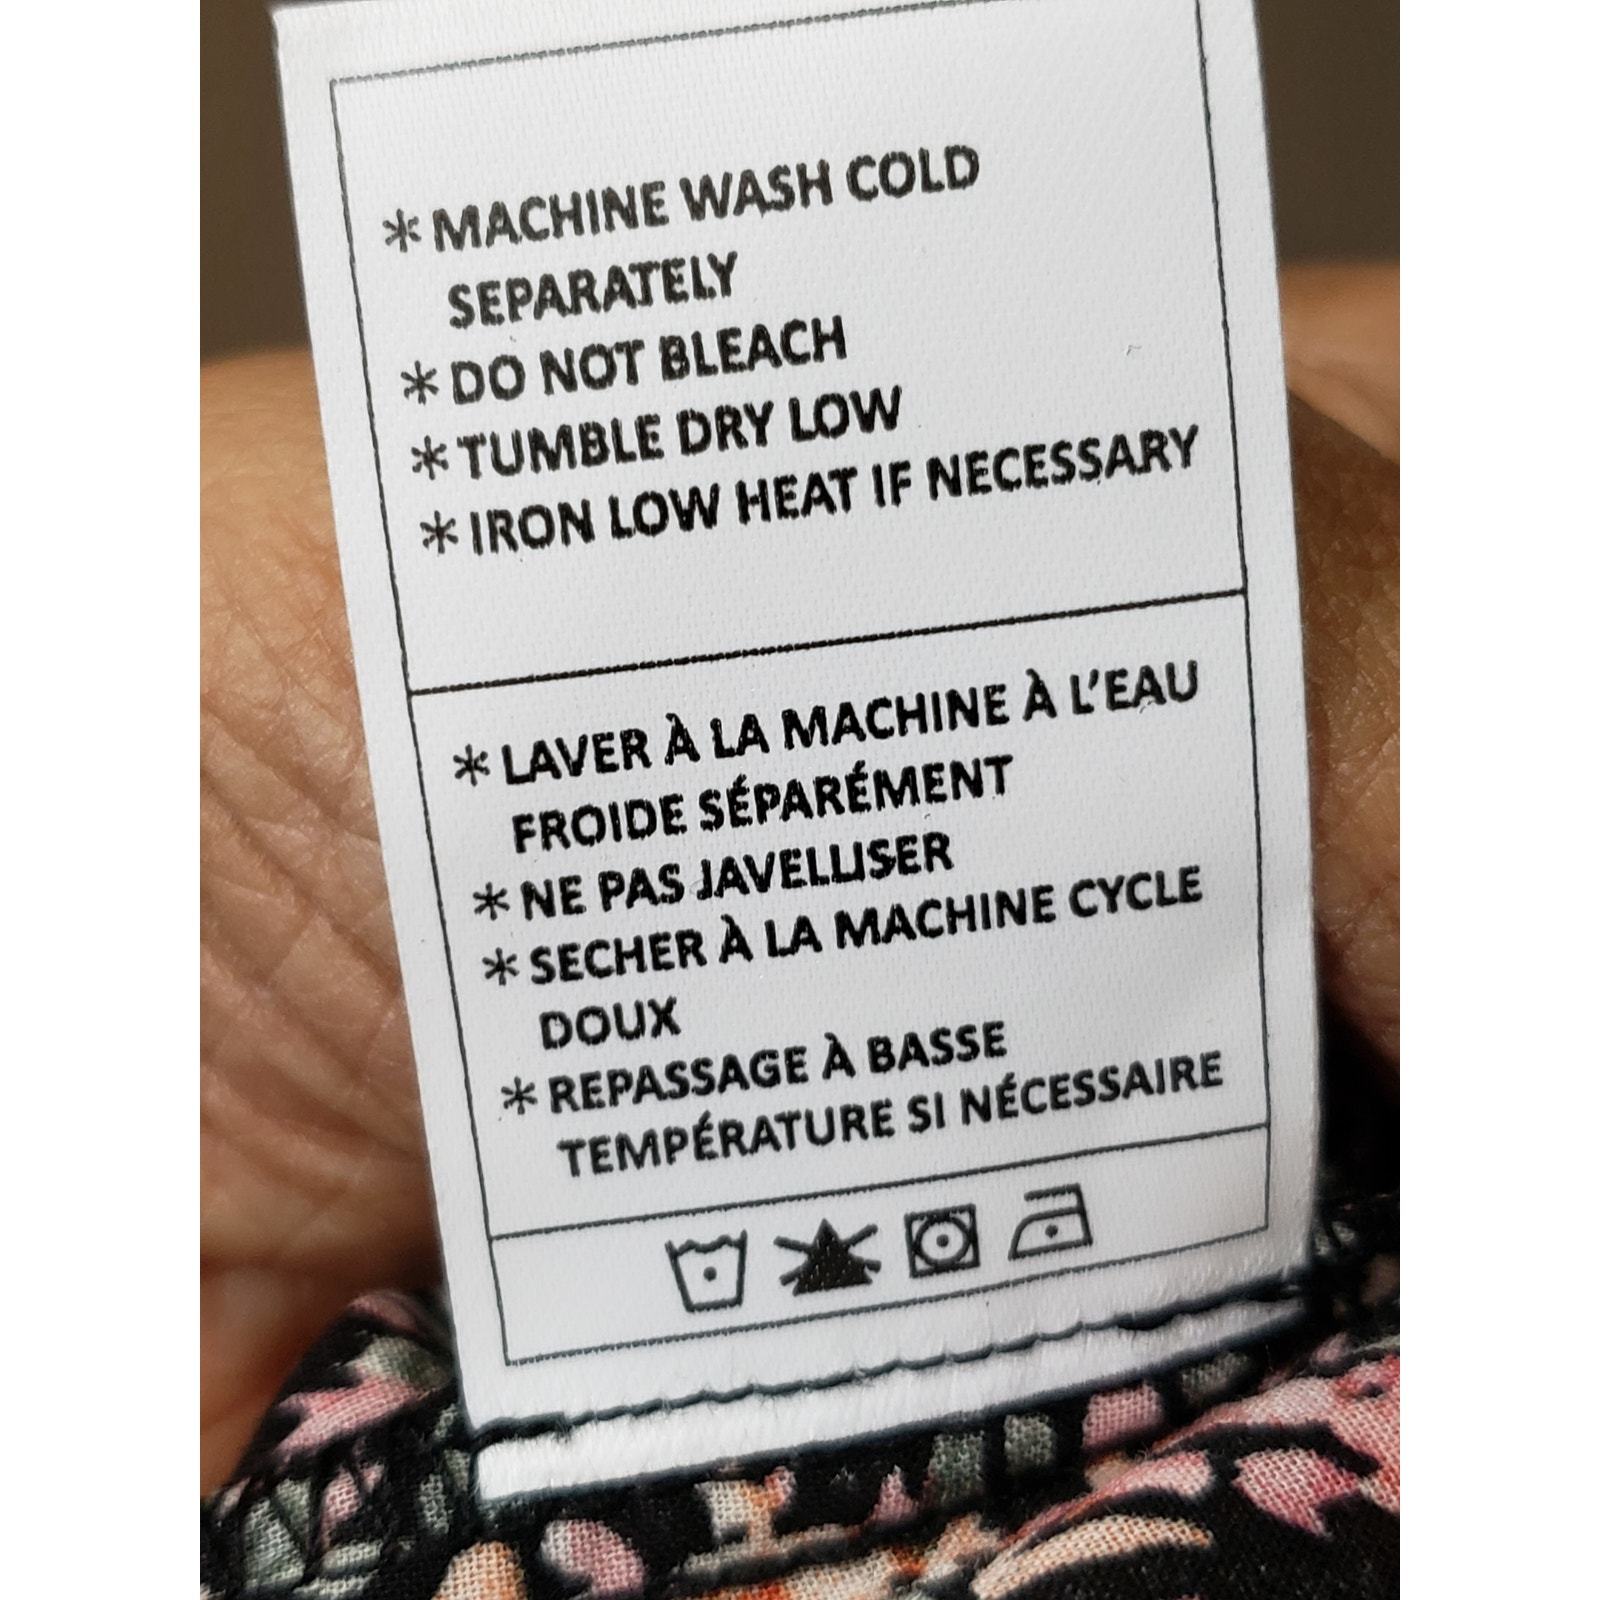 * MACHINE WASH COLD
SEPARATELY
* DO NOT BLEACH
* TUMBLE DRY LOW
* IRON LOW HEAT IF NECESSARY
* LAVER À LA MACHINE À L'EAU
FROIDE SÉPARÉMENT
* NE PAS JAVELLISER
* SECHER À LA MACHINE CYCLE
DOUX
* REPASSAGE À BASSE
TEMPÉRATURE SI NÉCESSAIRE